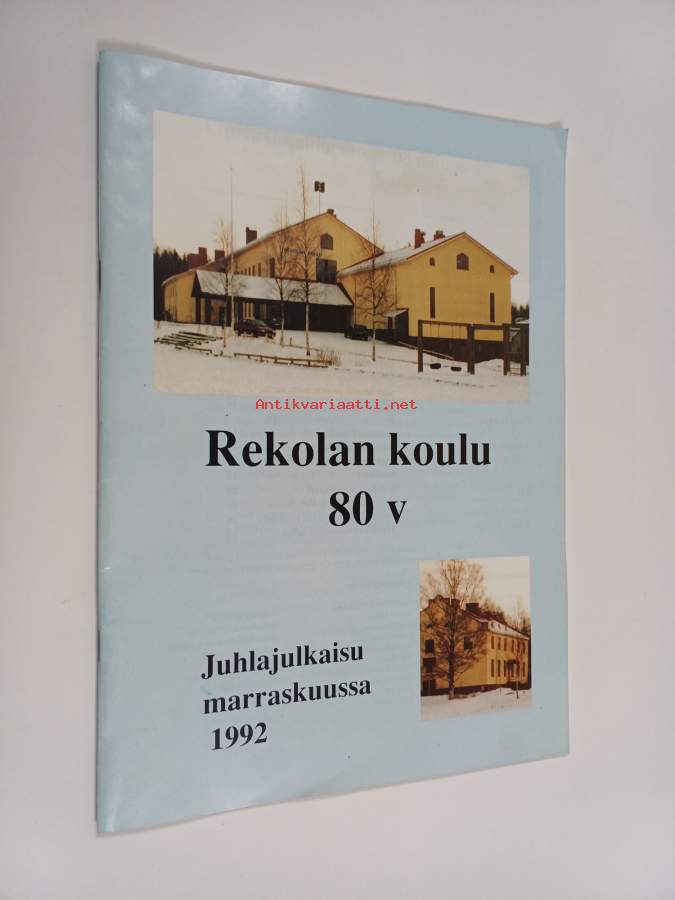 Antikvariaatti.net
Rekolan koulu
80 v
Juhlajulkaisu
marraskuussa
1992